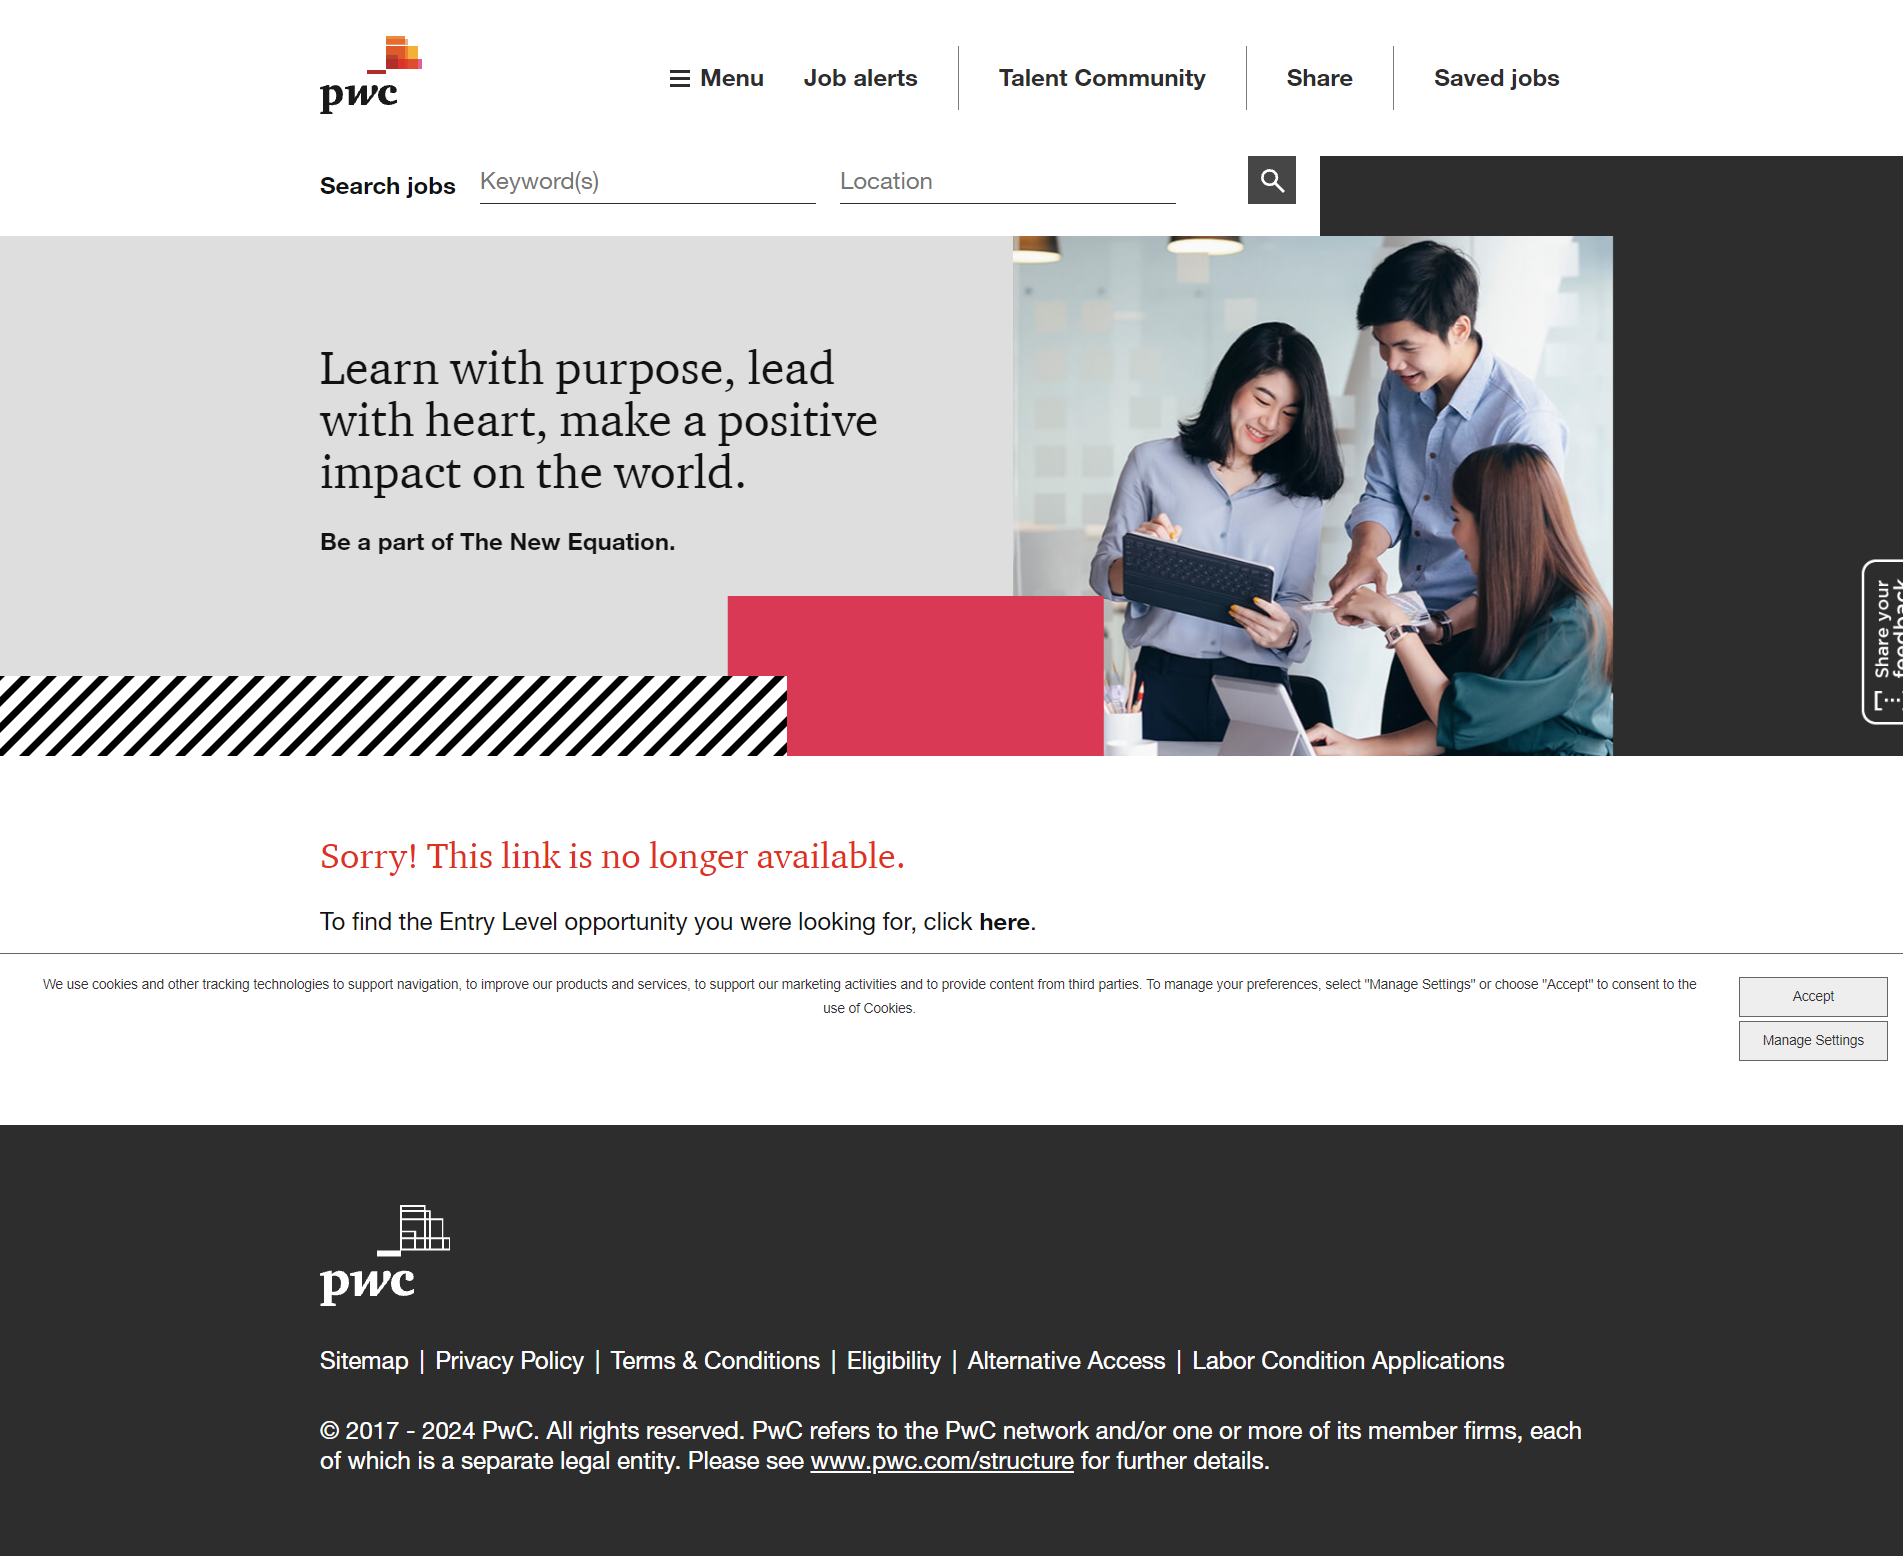 pwc
Menu
Job alerts
Talent Community
Share
Saved jobs
Search jobs
Keyword(s)
Location
Learn with purpose, lead
with heart, make a positive
impact on the world.
Be a part of The New Equation.
Share your
feedback
Sorry! This link is no longer available.
To find the Entry Level opportunity you were looking for, click here.
We use cookies and other tracking technologies to support navigation, to improve our products and services, to support our marketing activities and to provide content from third parties. To manage your preferences, select "Manage Settings" or choose "Accept" to consent to the
use of Cookies.
Accept
Manage Settings
pwc
Sitemap | Privacy Policy | Terms & Conditions | Eligibility | Alternative Access | Labor Condition Applications
© 2017 - 2024 PwC. All rights reserved. PwC refers to the PwC network and/or one or more of its member firms, each
of which is a separate legal entity. Please see www.pwc.com/structure for further details.